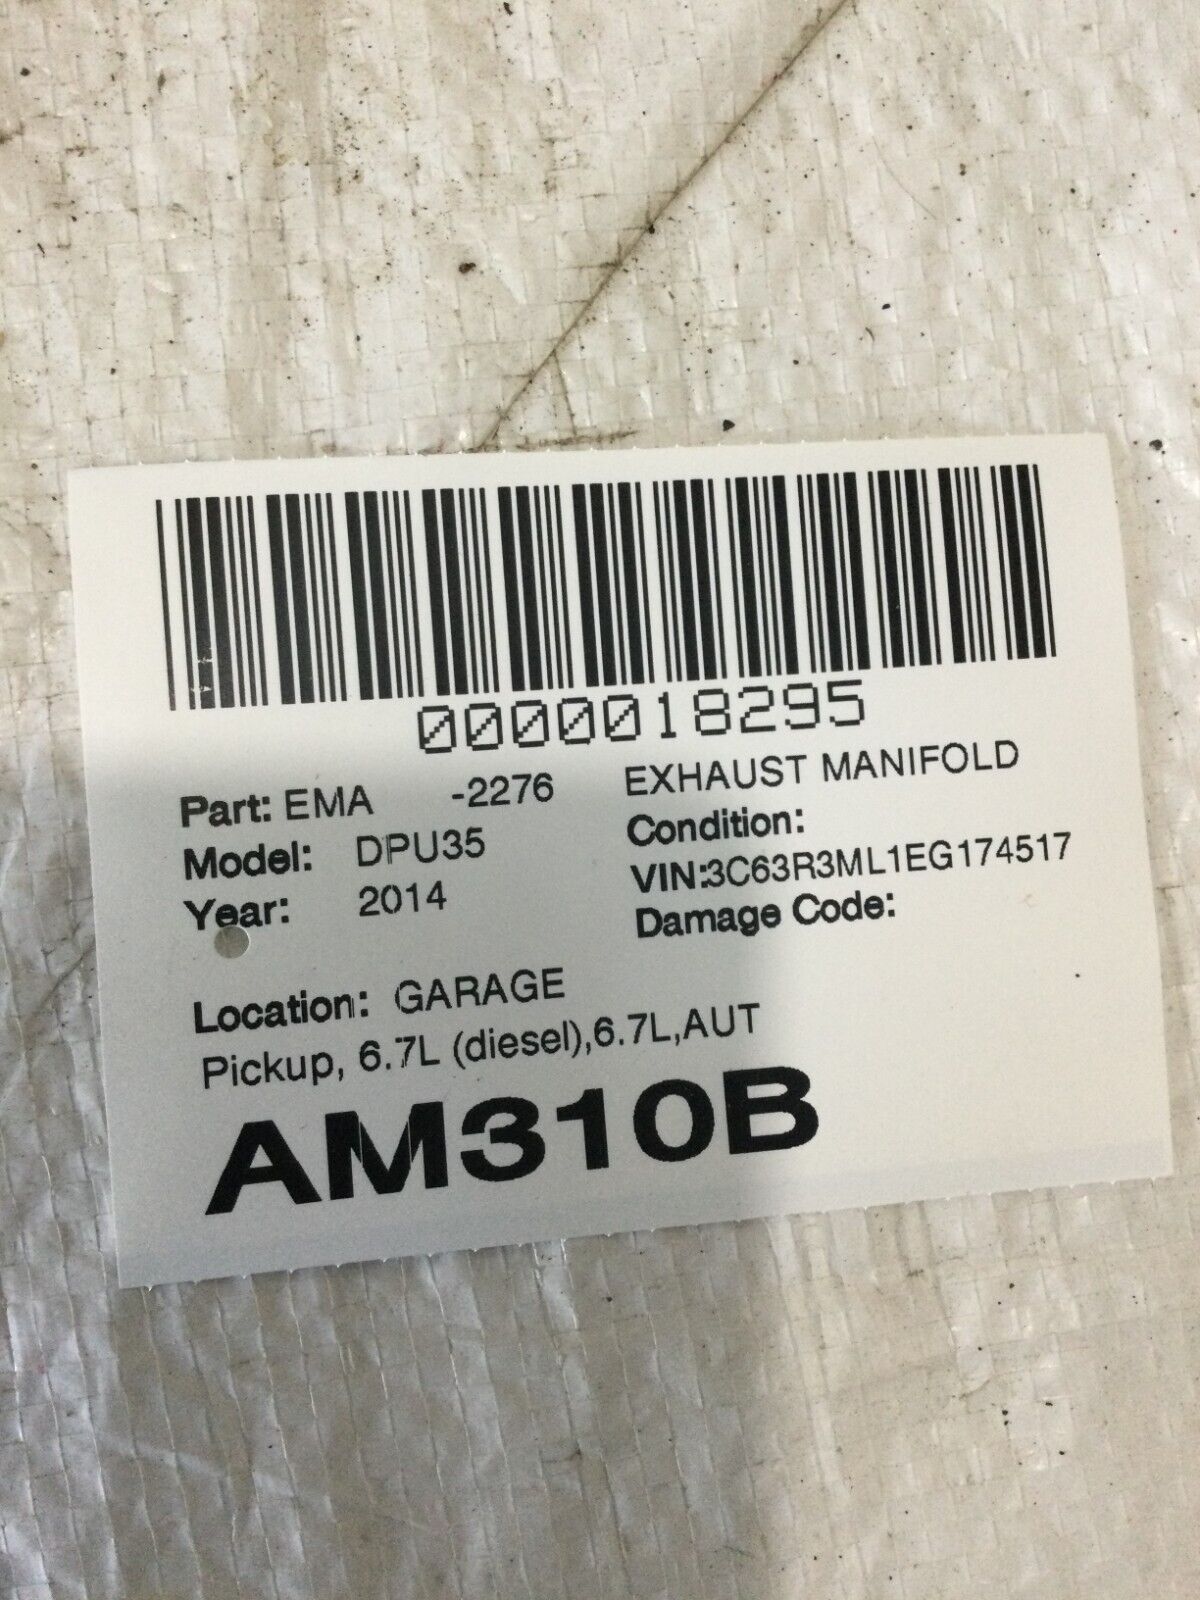 0000018295
Part: EMA -2276 EXHAUST MANIFOLD
Model: DPU35 Condition:
Year: 2014 VIN:3C63R3ML1EG174517
Damage Code:
Location: GARAGE
Pickup, 6.7L (diesel),6.7L,AUT
AM310B